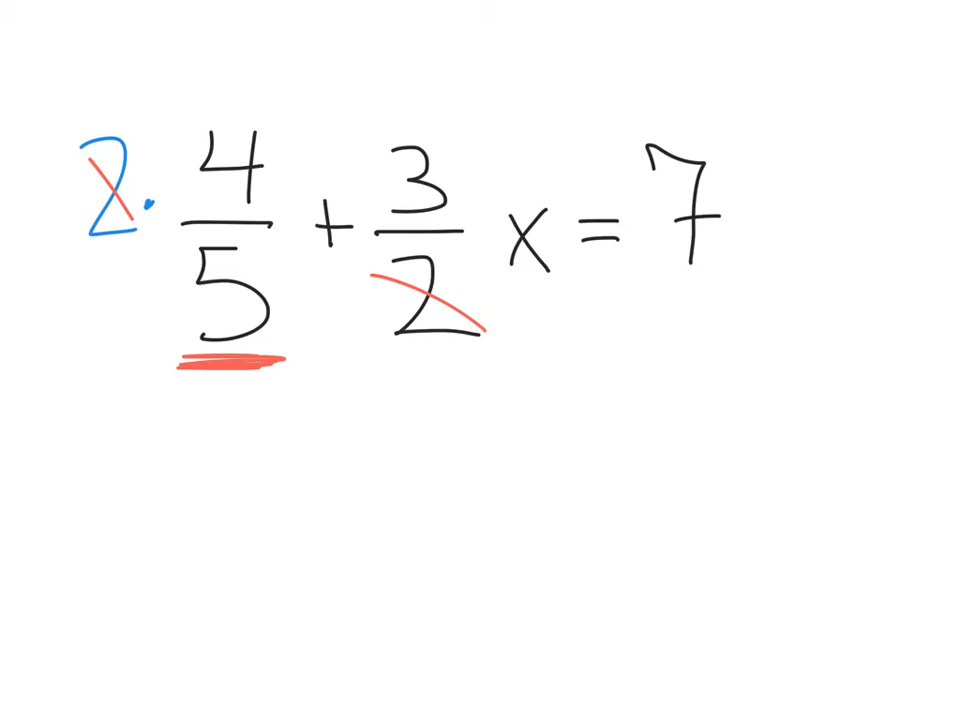 2 · 4/5 + 3/2 x = 7